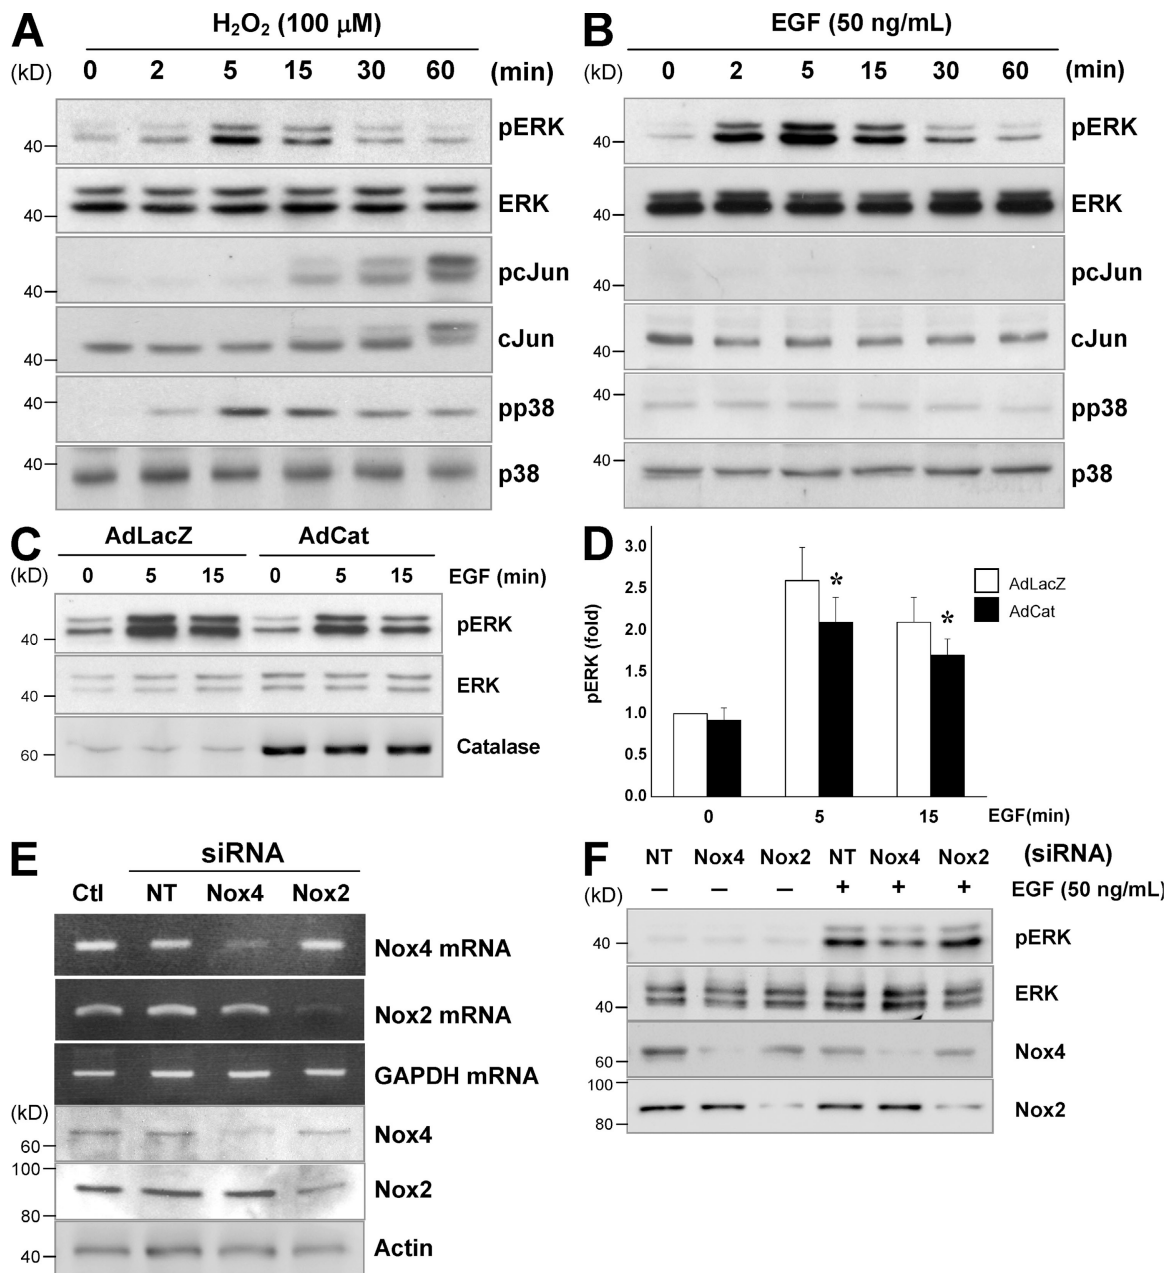 A
H₂O₂ (100 µM)
(kD) 0 2 5 15 30 60 (min)
pERK
40
ERK
40
pcJun
40
cJun
40
pp38
40
p38
40
B
EGF (50 ng/mL)
(kD) 0 2 5 15 30 60 (min)
pERK
40
ERK
40
pcJun
40
cJun
40
pp38
40
p38
40
C
AdLacZ AdCat
(kD) 0 5 15 0 5 15 EGF (min)
pERK
40
ERK
40
Catalase
60
D
pERK (fold)
3.0
2.5
2.0
1.5
1.0
0.5
0.0
* *
AdLacZ
AdCat
0 5 15 EGF(min)
E
siRNA
Ctl NT Nox4 Nox2
Nox4 mRNA
Nox2 mRNA
GAPDH mRNA
(kD)
Nox4
60
100
Nox2
80
Actin
40
F
NT Nox4 Nox2 NT Nox4 Nox2 (siRNA)
(kD) – – – + + + EGF (50 ng/mL)
pERK
40
ERK
40
Nox4
60
100
Nox2
80